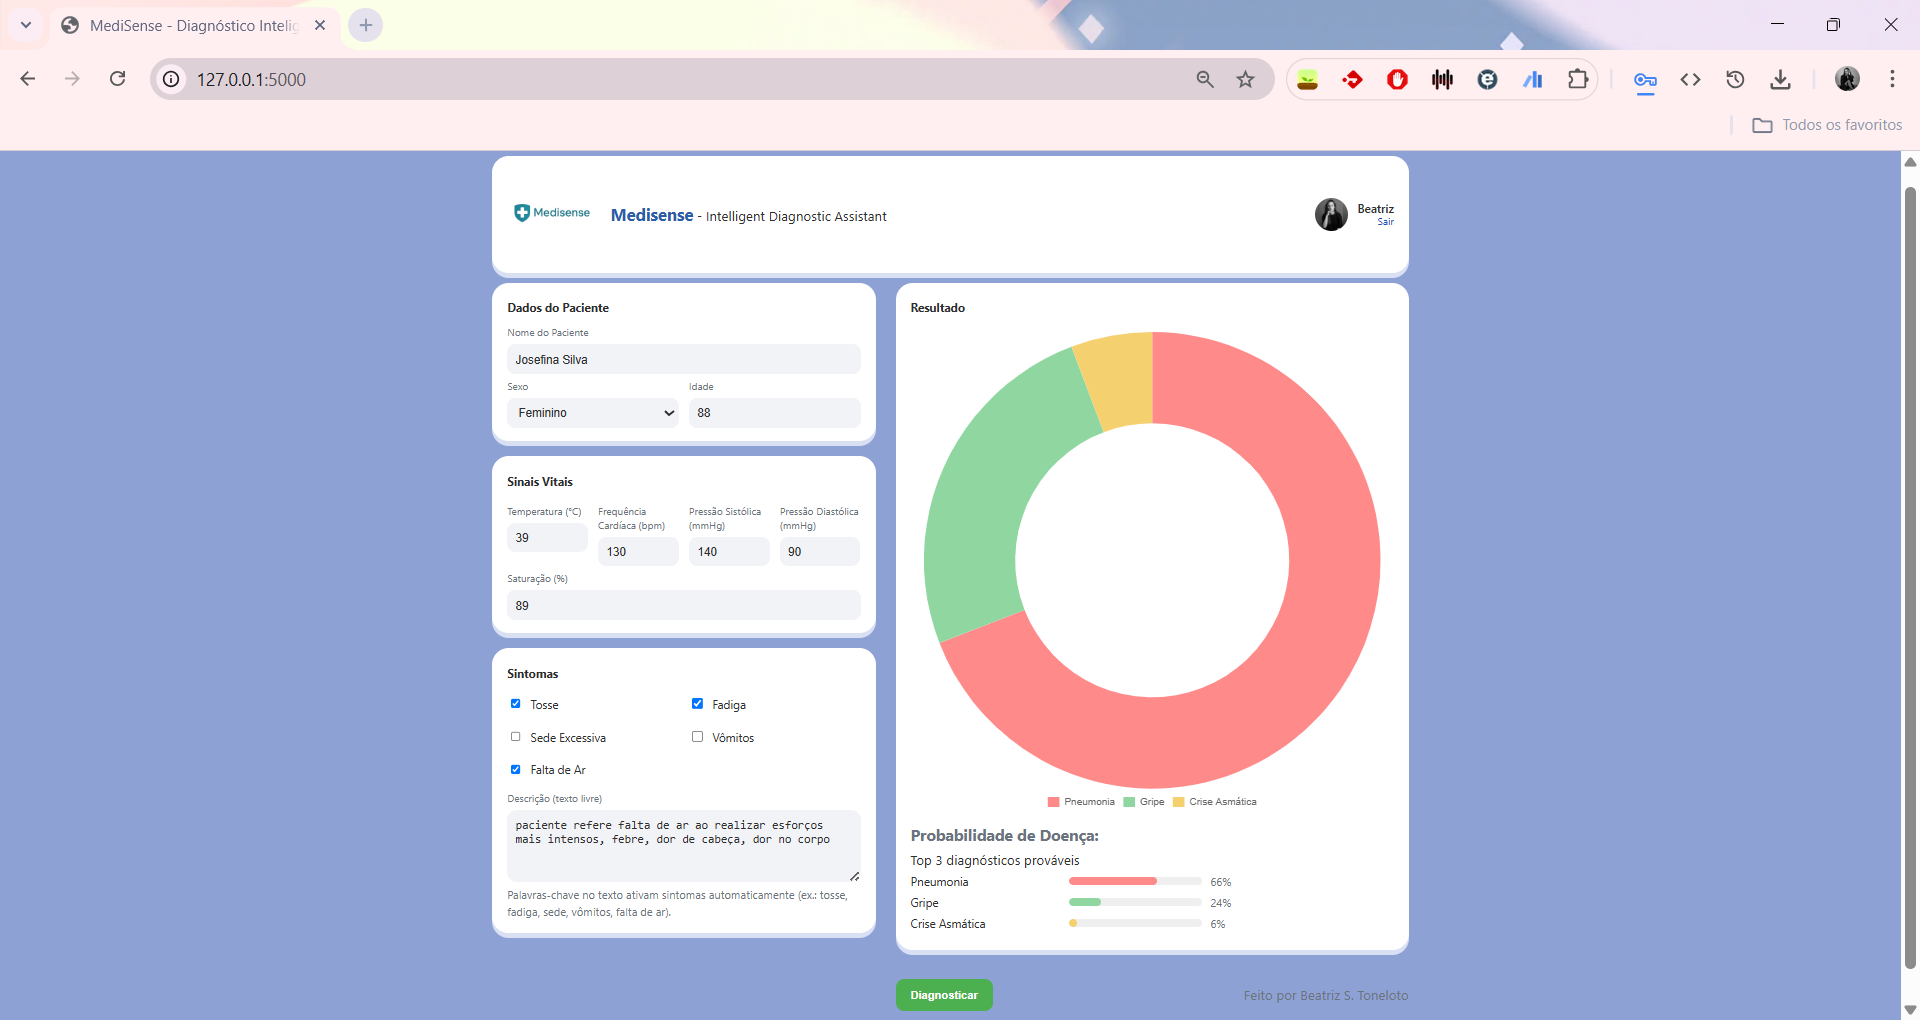 MediSense - Diagnóstico Intelig
127.0.0.1:5000
Todos os favoritos
Medisense
Medisense - Intelligent Diagnostic Assistant
Beatriz
Sair
Dados do Paciente
Nome do Paciente
Josefina Silva
Sexo
Idade
Feminino
88
Sinais Vitais
Temperatura (°C)
39
Frequência
Cardíaca (bpm)
130
Pressão Sistólica
(mmHg)
140
Pressão Diastólica
(mmHg)
90
Saturação (%)
89
Sintomas
Tosse
Fadiga
Sede Excessiva
Vômitos
Falta de Ar
Descrição (texto livre)
paciente refere falta de ar ao realizar esforços
mais intensos, febre, dor de cabeça, dor no corpo
Palavras-chave no texto ativam sintomas automaticamente (ex.: tosse,
fadiga, sede, vômitos, falta de ar).
Resultado
Pneumonia
Gripe
Crise Asmática
Probabilidade de Doença:
Top 3 diagnósticos prováveis
Pneumonia 66%
Gripe 24%
Crise Asmática 6%
Diagnosticar
Feito por Beatriz S. Toneloto